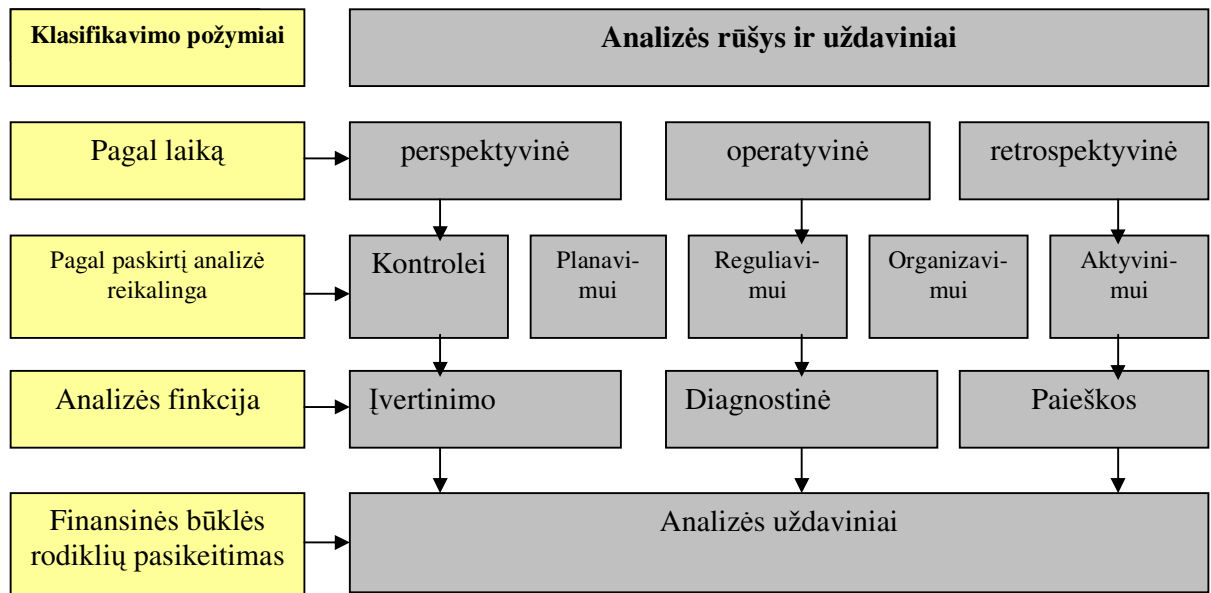 Klasifikavimo požymiai
Analizės rūšys ir uždaviniai
Pagal laiką
perspektyvinė
operatyvinė
retrospektyvinė
Pagal paskirtį analizė
reikalinga
Kontrolei
Planavi-
mui
Reguliavi-
mui
Organizavi-
mui
Aktyvini-
mui
Analizės finkcija
Įvertinimo
Diagnostinė
Paieškos
Finansinės būklės
rodiklių pasikeitimas
Analizės uždaviniai